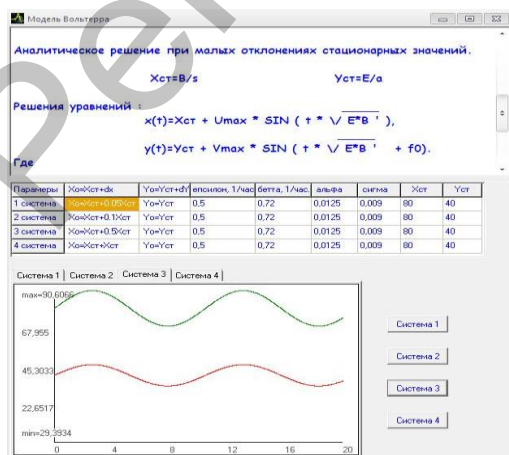 Модель Вольтерра
Аналитическое решение при малых отклонениях стационарных значений.
Xст=B/s Yст=E/a
Решения уравнений :
x(t)=Xст + Umax * SIN ( t * \/ E*B ' ),
y(t)=Yст + Vmax * SIN ( t * \/ E*B ' + f0).
Где
Парамеры Xo=Xст+dx Yo=Yст+dY епсилон, 1/час бетта, 1/час. альфа сигма Xст Yст
1 система Xo=Xст+0.05Xст Yo=Yст 0,5 0,72 0,0125 0,009 80 40
2 система Xo=Xст+0.1Xст Yo=Yст 0,5 0,72 0,0125 0,009 80 40
3 система Xo=Xст+0.5Xст Yo=Yст 0,5 0,72 0,0125 0,009 80 40
4 система Xo=Xст+Xст Yo=Yст 0,5 0,72 0,0125 0,009 80 40
Система 1 Система 2 Система 3 Система 4
max=90,6066
67,955
45,3033
22,6517
min=29,3934
0 4 8 12 16 20
Система 1
Система 2
Система 3
Система 4